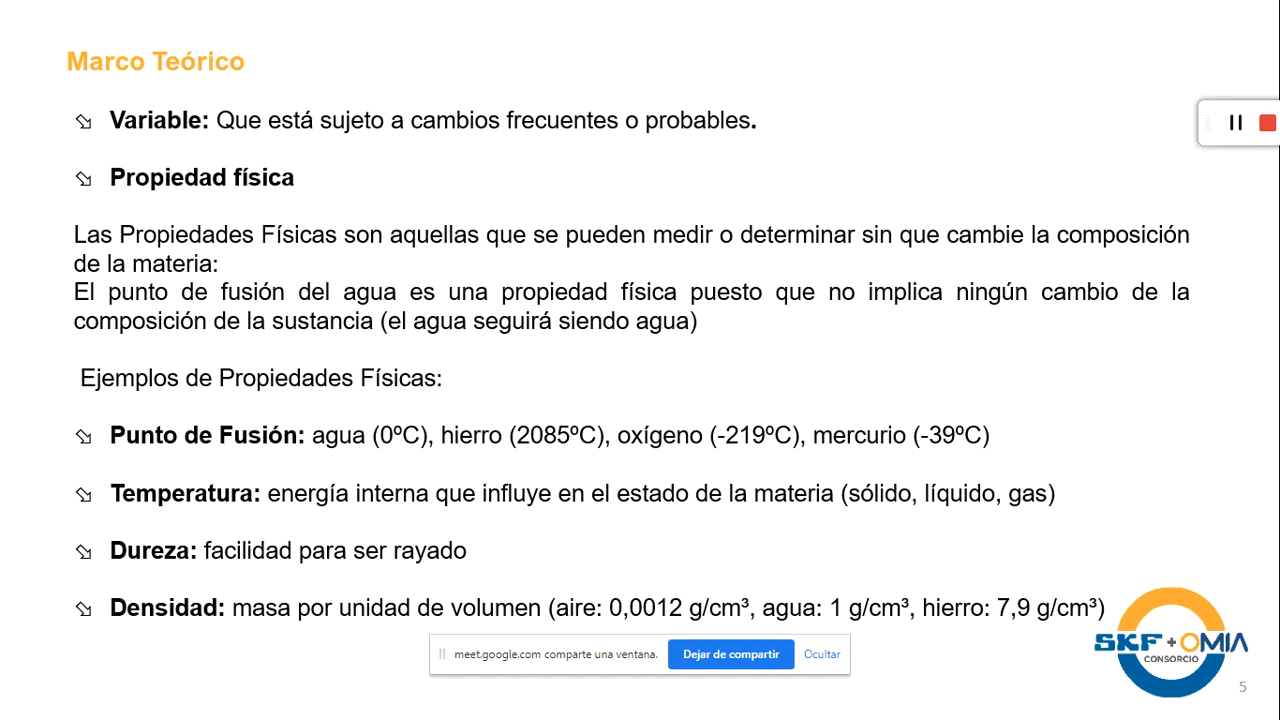 Marco Teórico
Variable: Que está sujeto a cambios frecuentes o probables.
Propiedad física
Las Propiedades Físicas son aquellas que se pueden medir o determinar sin que cambie la composición
de la materia:
El punto de fusión del agua es una propiedad física puesto que no implica ningún cambio de la
composición de la sustancia (el agua seguirá siendo agua)
Ejemplos de Propiedades Físicas:
Punto de Fusión: agua (0ºC), hierro (2085ºC), oxígeno (-219ºC), mercurio (-39ºC)
Temperatura: energía interna que influye en el estado de la materia (sólido, líquido, gas)
Dureza: facilidad para ser rayado
Densidad: masa por unidad de volumen (aire: 0,0012 g/cm³, agua: 1 g/cm³, hierro: 7,9 g/cm³)
meet.google.com comparte una ventana. Dejar de compartir Ocultar
SKF + OMIA
CONSORCIO
5